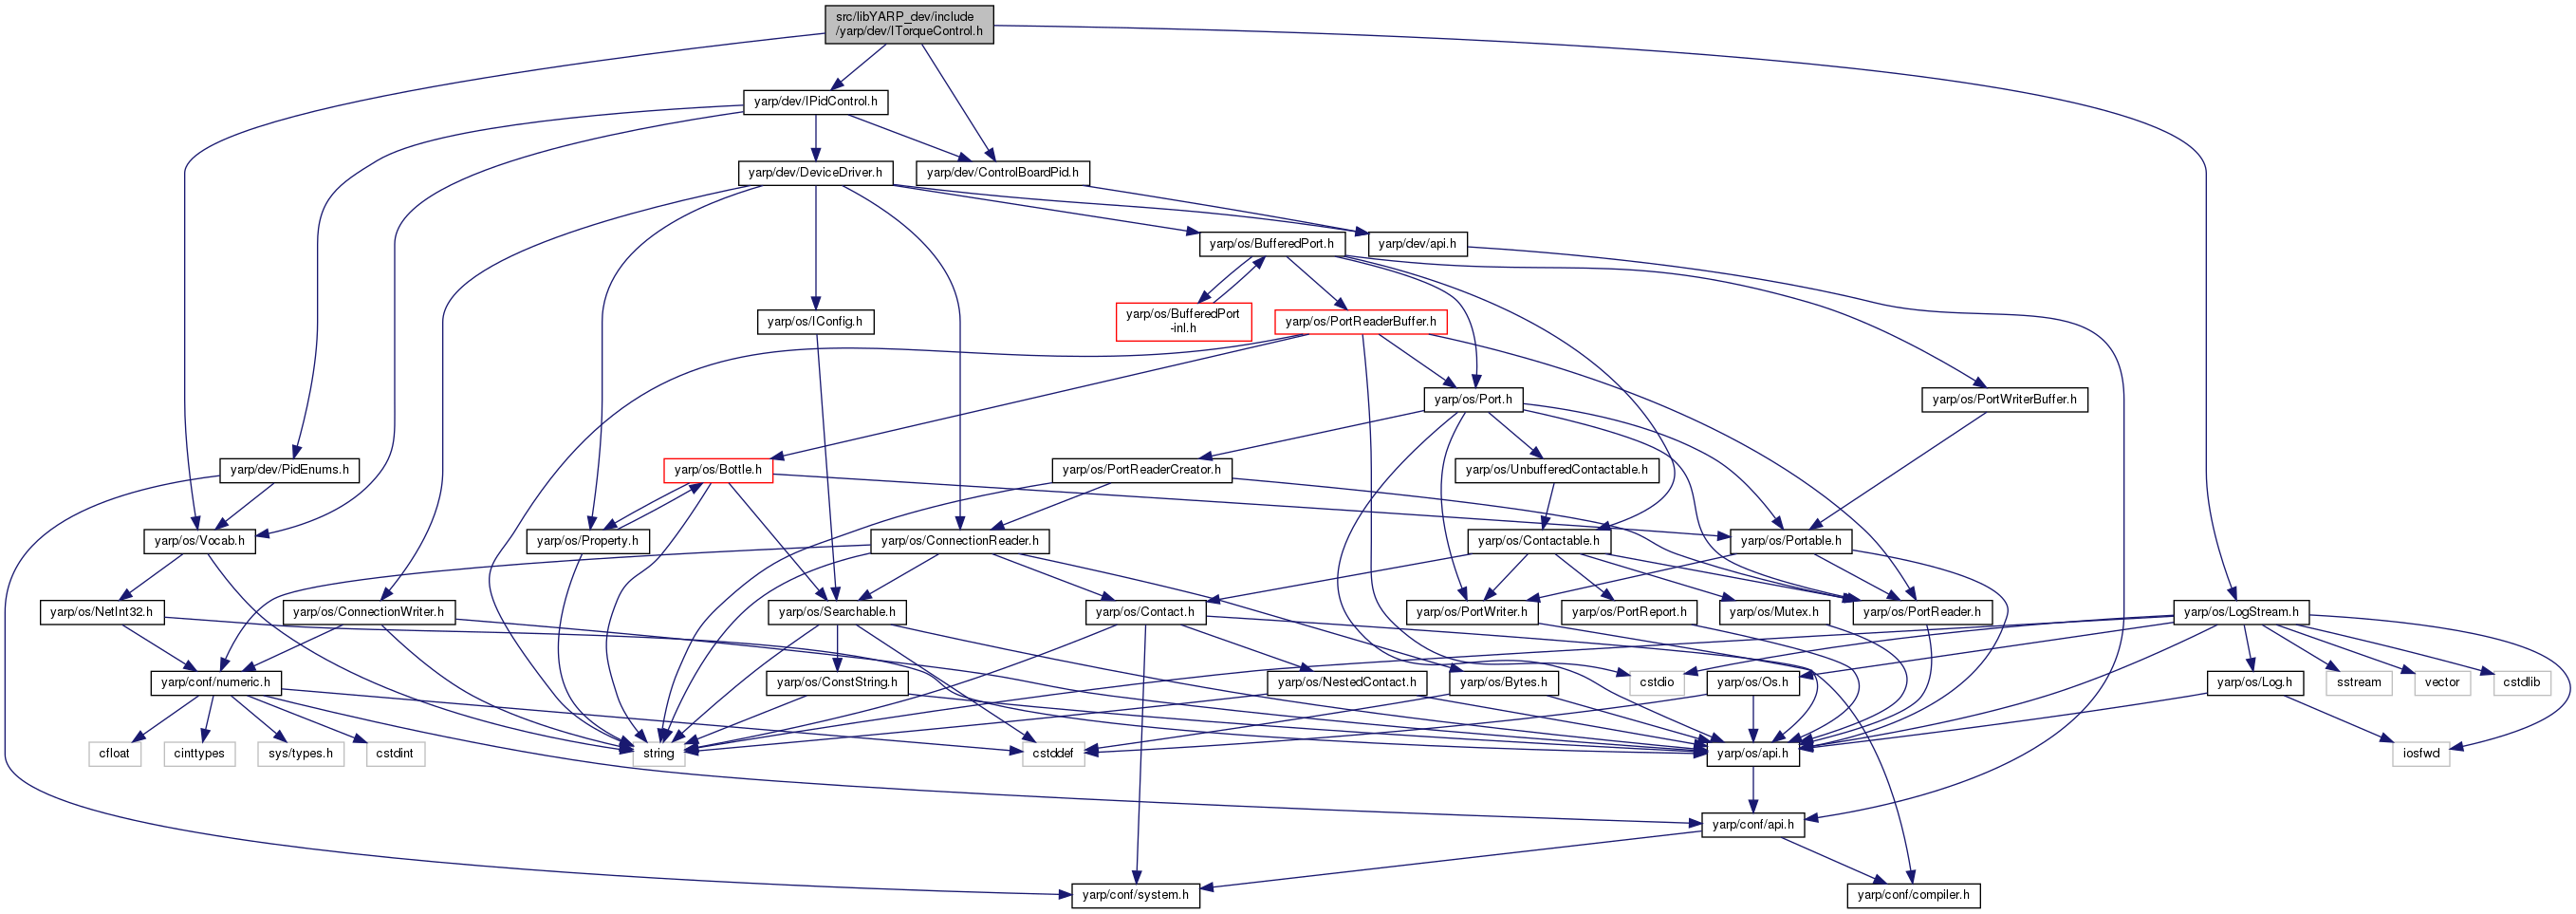 src/libYARP_dev/include
/yarp/dev/ITorqueControl.h
yarp/dev/IPidControl.h
yarp/dev/DeviceDriver.h
yarp/dev/ControlBoardPid.h
yarp/os/BufferedPort.h
yarp/dev/api.h
yarp/os/IConfig.h
yarp/os/BufferedPort
-inl.h
yarp/os/PortReaderBuffer.h
yarp/os/Port.h
yarp/os/PortWriterBuffer.h
yarp/dev/PidEnums.h
yarp/os/Bottle.h
yarp/os/PortReaderCreator.h
yarp/os/UnbufferedContactable.h
yarp/os/Vocab.h
yarp/os/Property.h
yarp/os/ConnectionReader.h
yarp/os/Contactable.h
yarp/os/Portable.h
yarp/os/NetInt32.h
yarp/os/ConnectionWriter.h
yarp/os/Searchable.h
yarp/os/Contact.h
yarp/os/PortWriter.h
yarp/os/PortReport.h
yarp/os/Mutex.h
yarp/os/PortReader.h
yarp/os/LogStream.h
yarp/conf/numeric.h
yarp/os/ConstString.h
yarp/os/NestedContact.h
yarp/os/Bytes.h
cstdio
yarp/os/Os.h
yarp/os/Log.h
sstream
vector
cstdlib
cfloat
cinttypes
sys/types.h
cstdint
string
cstddef
yarp/os/api.h
iosfwd
yarp/conf/api.h
yarp/conf/system.h
yarp/conf/compiler.h